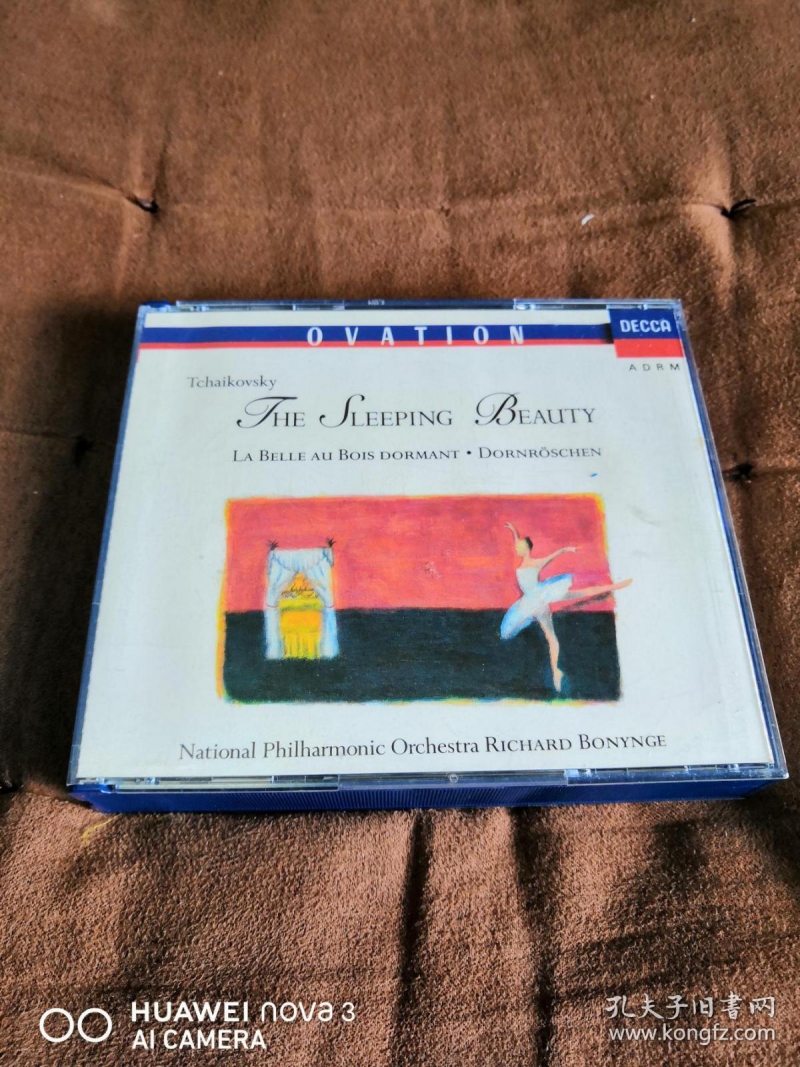 OVATION
DECCA
ADRM
Tchaikovsky
THE SLEEPING BEAUTY
LA BELLE AU BOIS DORMANT • DORNRÖSCHEN
National Philharmonic Orchestra RICHARD BONYNGE
HUAWEI nova 3
AI CAMERA
孔夫子旧书网
www.kongfz.com